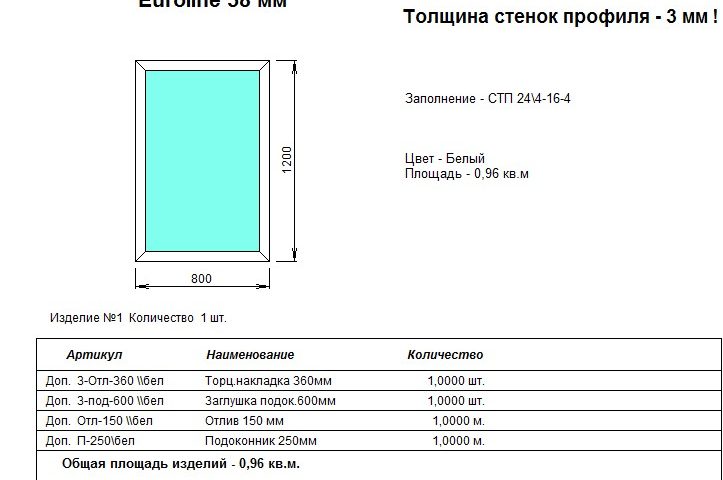 Euroline 58 мм
Толщина стенок профиля - 3 мм !
Заполнение - СТП 24\4-16-4
1200
Цвет - Белый
Площадь - 0,96 кв.м
800
Изделие №1 Количество 1 шт.
Артикул Наименование Количество
Доп. З-Отл-360 \\бел Торц.накладка 360мм 1,0000 шт.
Доп. З-под-600 \\бел Заглушка подок.600мм 1,0000 шт.
Доп. Отл-150 \\бел Отлив 150 мм 1,0000 м.
Доп. П-250\бел Подоконник 250мм 1,0000 м.
Общая площадь изделий - 0,96 кв.м.